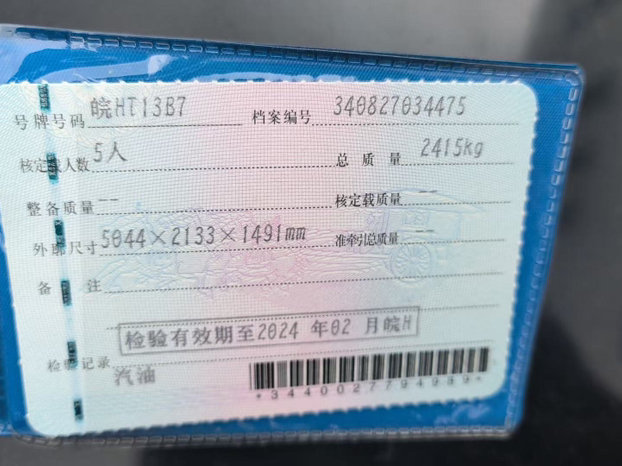 号牌号码 皖HT13B7 档案编号 340827034475
核定载人数 5人 总质量 2415kg
整备质量 -- 核定载质量 --
外廓尺寸 5044×2133×1491mm 准牵引总质量 --
备注
检验有效期至2024 年02 月皖H
检验记录 汽油
*3440027794989*